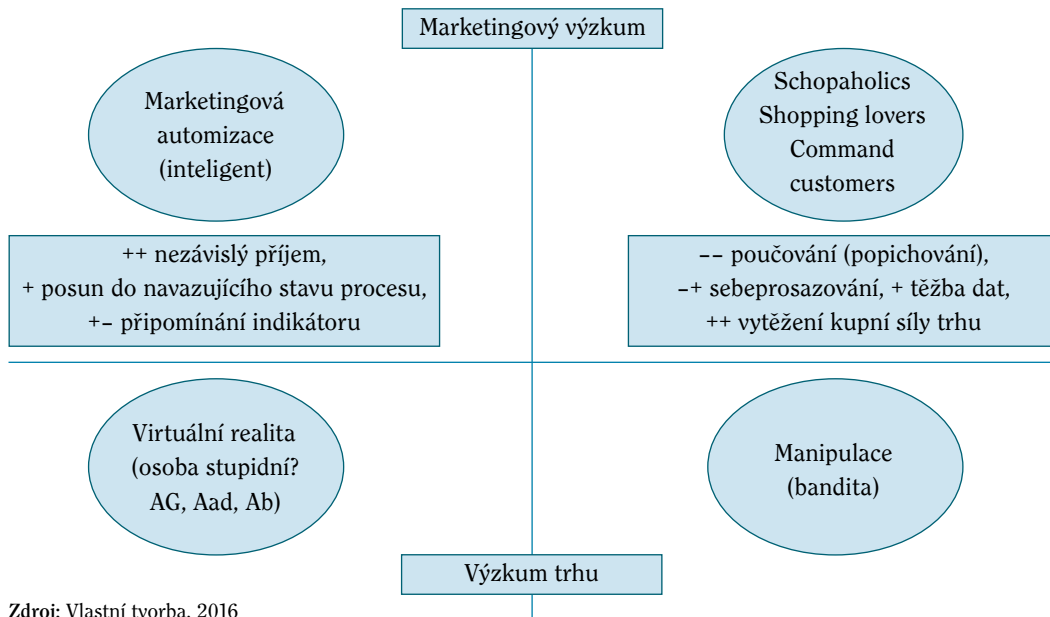 Marketingový výzkum
Marketingová
automizace
(inteligent)
Schopaholics
Shopping lovers
Command
customers
++ nezávislý příjem,
+ posun do navazujícího stavu procesu,
+– připomínání indikátoru
–– poučování (popichování),
–+ sebeprosazování, + těžba dat,
++ vytěžení kupní síly trhu
Virtuální realita
(osoba stupidní?
AG, Aad, Ab)
Manipulace
(bandita)
Výzkum trhu
Zdroj: Vlastní tvorba, 2016